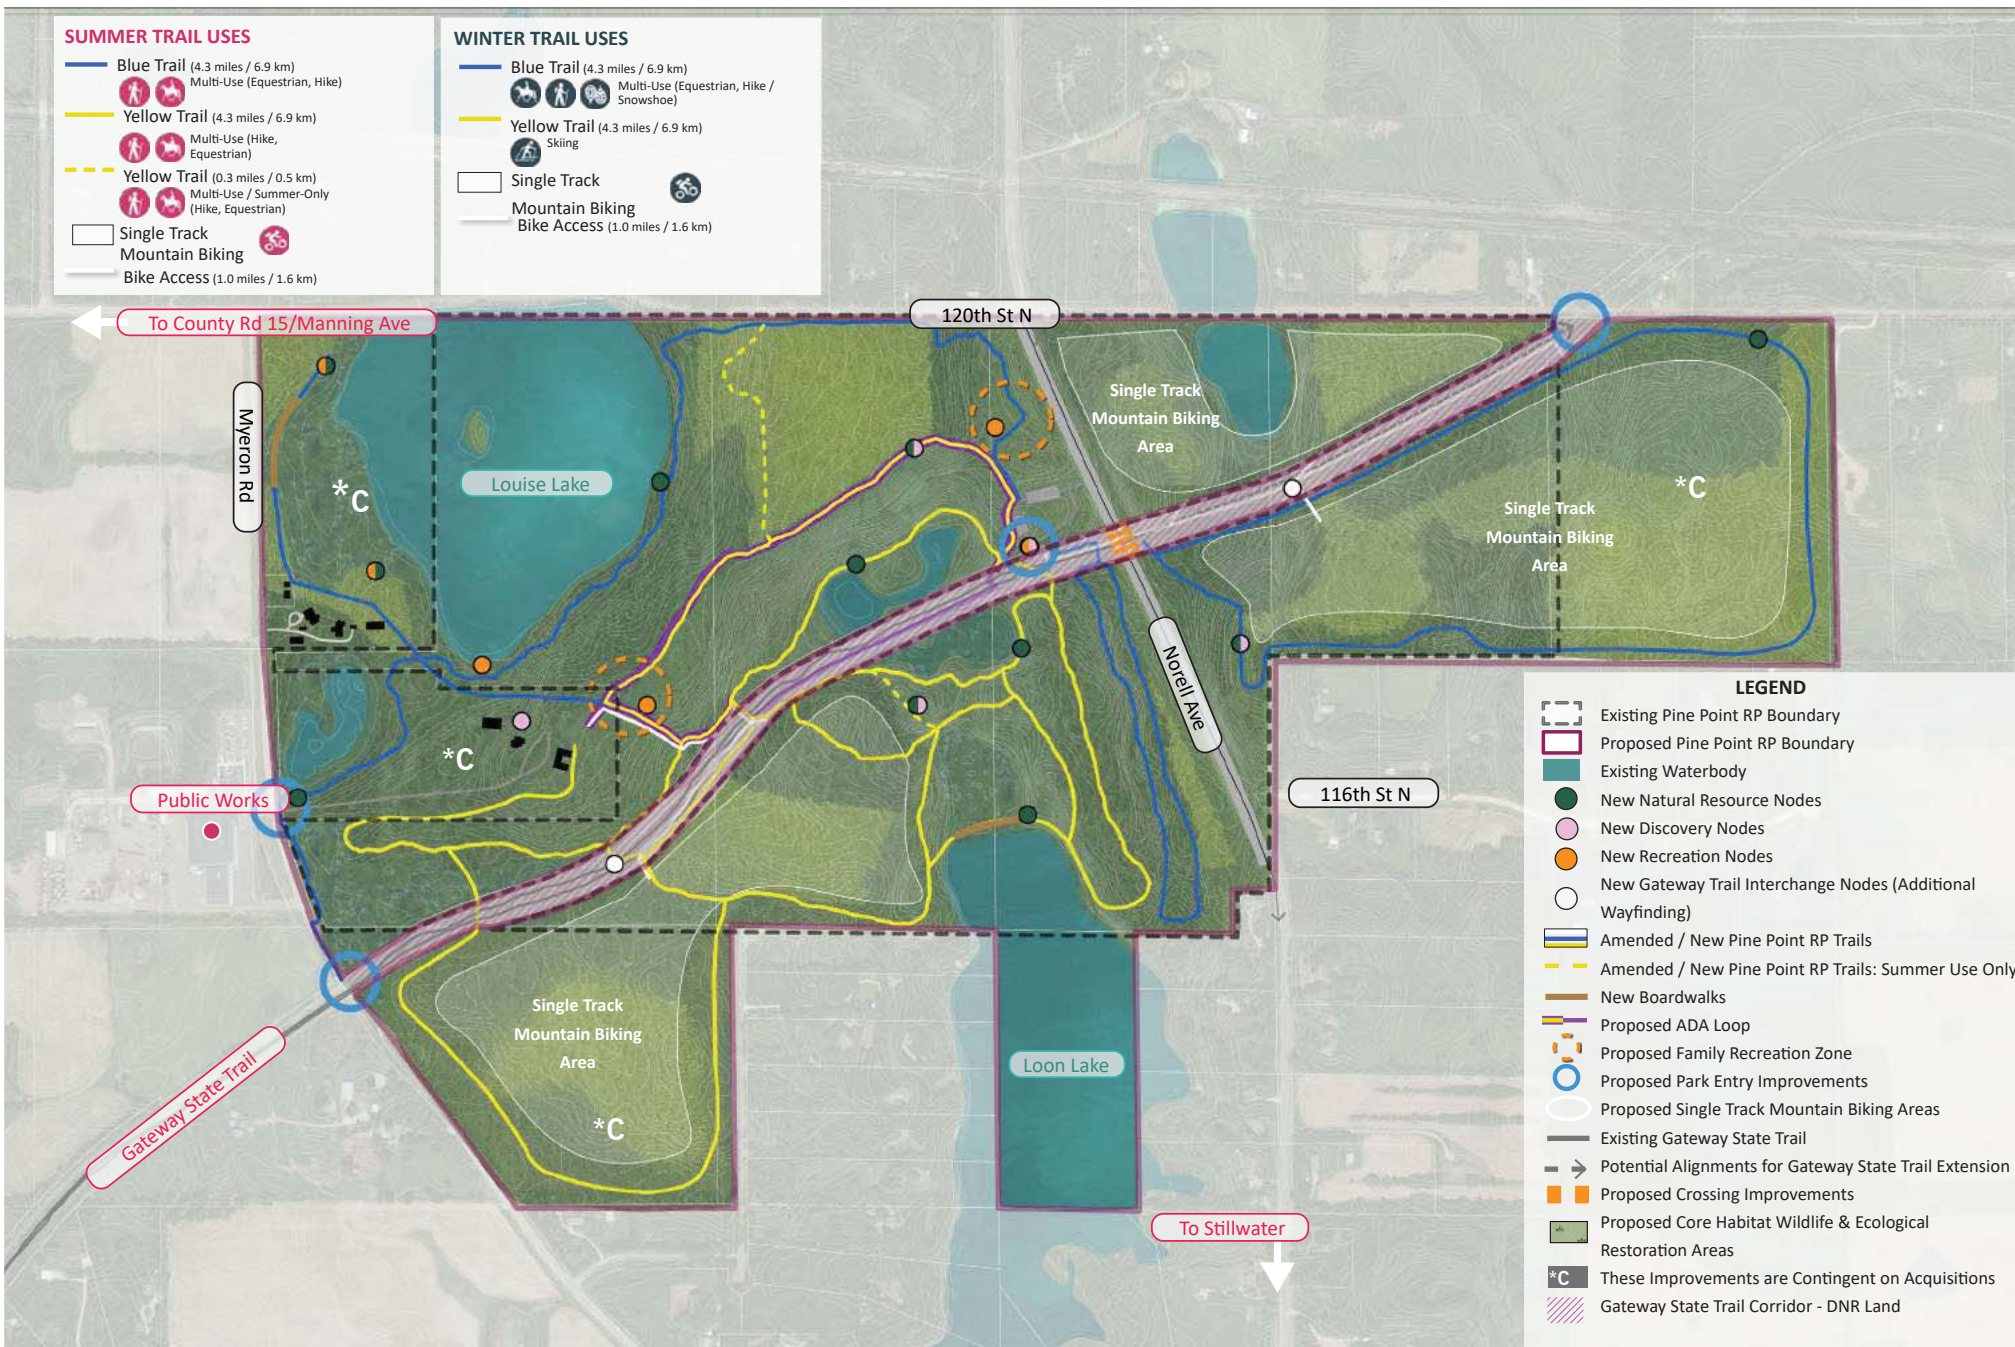 SUMMER TRAIL USES
Blue Trail (4.3 miles / 6.9 km)
Multi-Use (Equestrian, Hike)
Yellow Trail (4.3 miles / 6.9 km)
Multi-Use (Hike,
Equestrian)
Yellow Trail (0.3 miles / 0.5 km)
Multi-Use / Summer-Only
(Hike, Equestrian)
Single Track
Mountain Biking
Bike Access (1.0 miles / 1.6 km)
WINTER TRAIL USES
Blue Trail (4.3 miles / 6.9 km)
Multi-Use (Equestrian, Hike /
Snowshoe)
Yellow Trail (4.3 miles / 6.9 km)
Skiing
Single Track
Mountain Biking
Bike Access (1.0 miles / 1.6 km)
To County Rd 15/Manning Ave
120th St N
Myeron Rd
*C
Louise Lake
Single Track
Mountain Biking
Area
*C
Single Track
Mountain Biking
Area
Norell Ave
*C
Public Works
116th St N
Single Track
Mountain Biking
Area
*C
Loon Lake
Gateway State Trail
To Stillwater
LEGEND
Existing Pine Point RP Boundary
Proposed Pine Point RP Boundary
Existing Waterbody
New Natural Resource Nodes
New Discovery Nodes
New Recreation Nodes
New Gateway Trail Interchange Nodes (Additional
Wayfinding)
Amended / New Pine Point RP Trails
Amended / New Pine Point RP Trails: Summer Use Only
New Boardwalks
Proposed ADA Loop
Proposed Family Recreation Zone
Proposed Park Entry Improvements
Proposed Single Track Mountain Biking Areas
Existing Gateway State Trail
Potential Alignments for Gateway State Trail Extension
Proposed Crossing Improvements
Proposed Core Habitat Wildlife & Ecological
Restoration Areas
*C These Improvements are Contingent on Acquisitions
Gateway State Trail Corridor - DNR Land